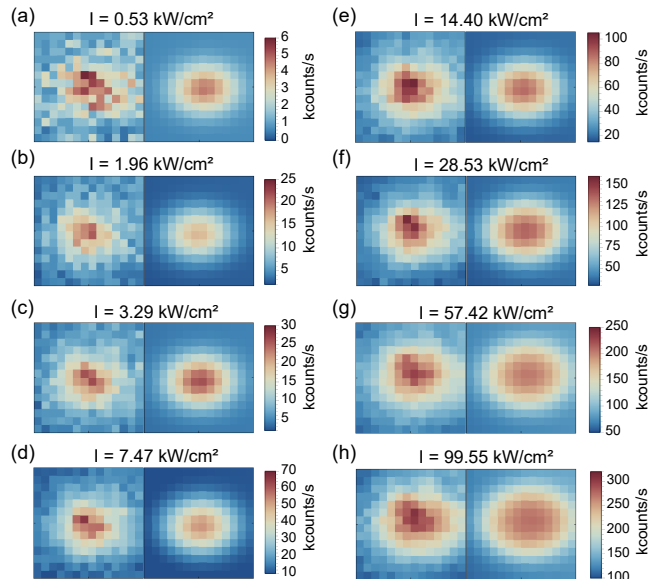 (a) I = 0.53 kW/cm²
6
5
4
3
2
1
0
kcounts/s
(b) I = 1.96 kW/cm²
25
20
15
10
5
kcounts/s
(c) I = 3.29 kW/cm²
30
25
20
15
10
5
kcounts/s
(d) I = 7.47 kW/cm²
70
60
50
40
30
20
10
kcounts/s
(e) I = 14.40 kW/cm²
100
80
60
40
20
kcounts/s
(f) I = 28.53 kW/cm²
150
100
50
kcounts/s
(g) I = 57.42 kW/cm²
250
200
150
100
50
kcounts/s
(h) I = 99.55 kW/cm²
300
250
200
150
100
kcounts/s